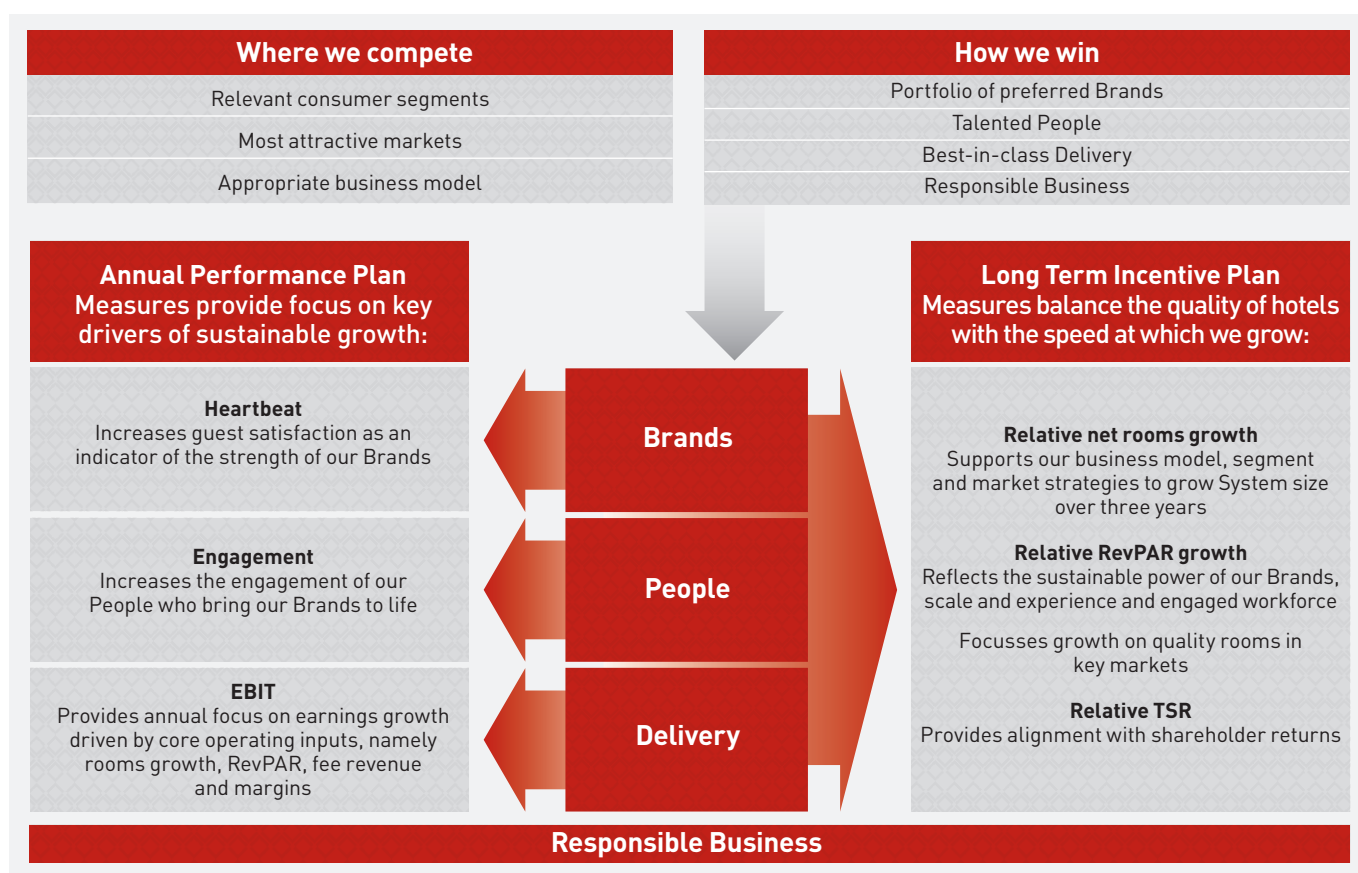 Where we compete
Relevant consumer segments
Most attractive markets
Appropriate business model
How we win
Portfolio of preferred Brands
Talented People
Best-in-class Delivery
Responsible Business
Annual Performance Plan
Measures provide focus on key
drivers of sustainable growth:
Heartbeat
Increases guest satisfaction as an
indicator of the strength of our Brands
Engagement
Increases the engagement of our
People who bring our Brands to life
EBIT
Provides annual focus on earnings growth
driven by core operating inputs, namely
rooms growth, RevPAR, fee revenue
and margins
Brands
People
Delivery
Long Term Incentive Plan
Measures balance the quality of hotels
with the speed at which we grow:
Relative net rooms growth
Supports our business model, segment
and market strategies to grow System size
over three years
Relative RevPAR growth
Reflects the sustainable power of our Brands,
scale and experience and engaged workforce
Focusses growth on quality rooms in
key markets
Relative TSR
Provides alignment with shareholder returns
Responsible Business